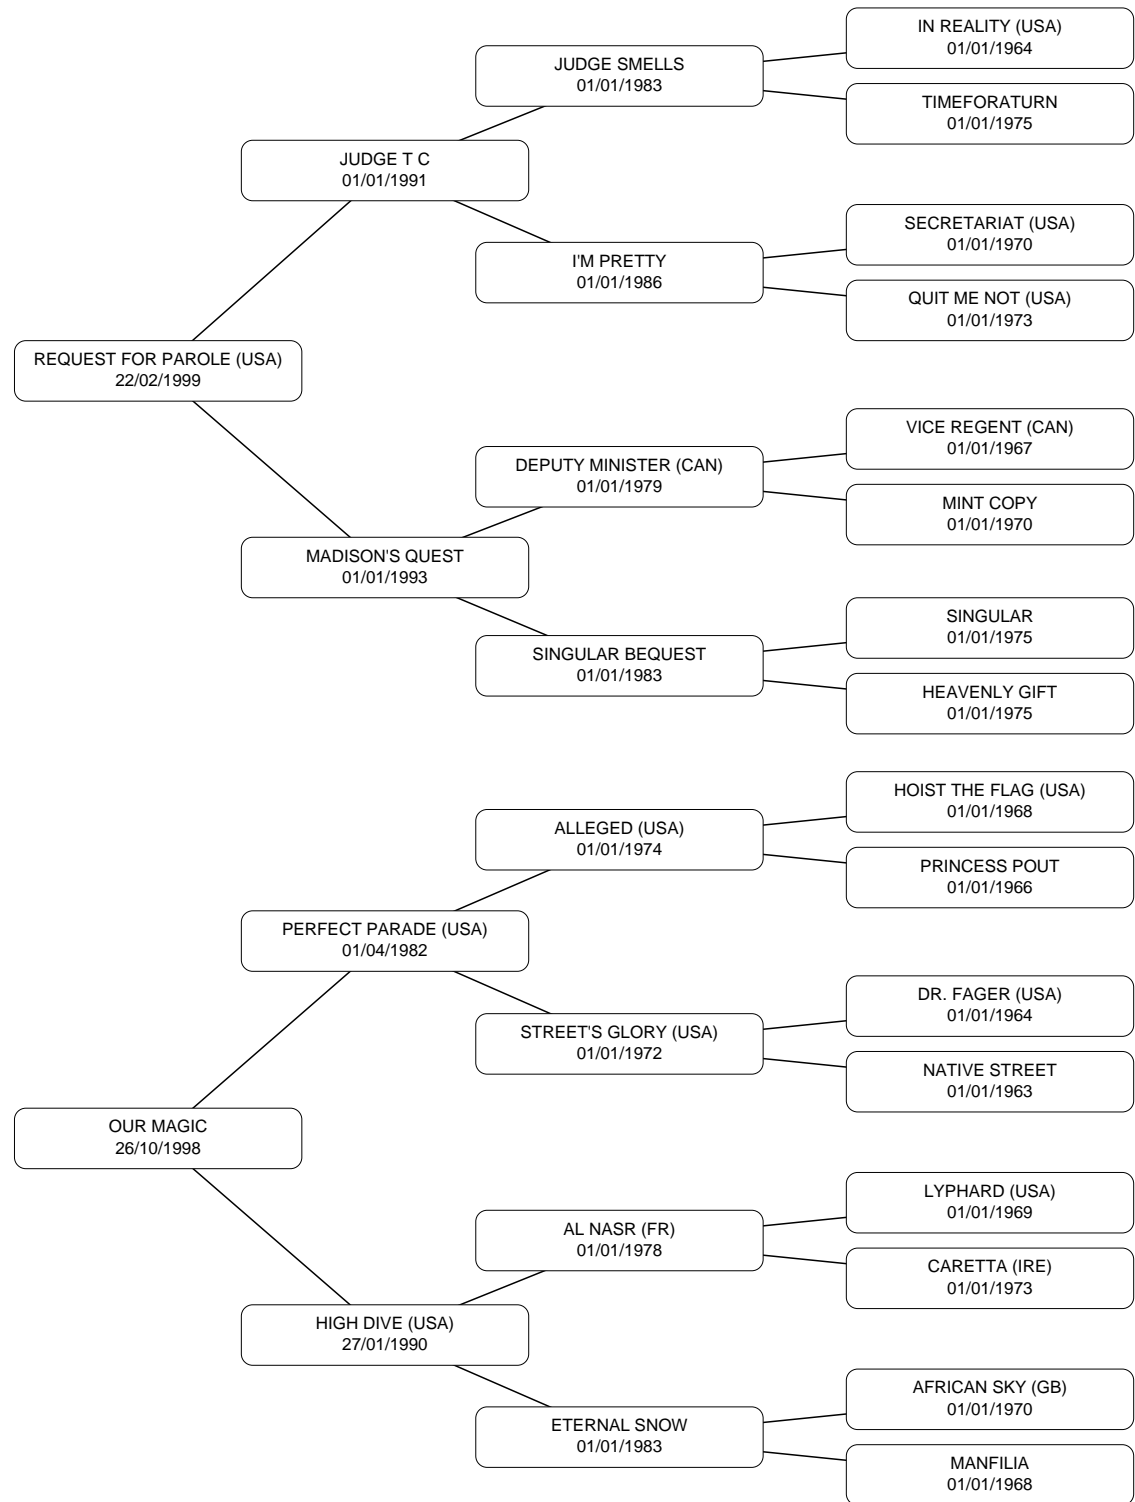 IN REALITY (USA)
01/01/1964
JUDGE SMELLS
01/01/1983
TIMEFORATURN
01/01/1975
JUDGE T C
01/01/1991
SECRETARIAT (USA)
01/01/1970
I'M PRETTY
01/01/1986
QUIT ME NOT (USA)
01/01/1973
REQUEST FOR PAROLE (USA)
22/02/1999
VICE REGENT (CAN)
01/01/1967
DEPUTY MINISTER (CAN)
01/01/1979
MINT COPY
01/01/1970
MADISON'S QUEST
01/01/1993
SINGULAR
01/01/1975
SINGULAR BEQUEST
01/01/1983
HEAVENLY GIFT
01/01/1975
HOIST THE FLAG (USA)
01/01/1968
ALLEGED (USA)
01/01/1974
PRINCESS POUT
01/01/1966
PERFECT PARADE (USA)
01/04/1982
DR. FAGER (USA)
01/01/1964
STREET'S GLORY (USA)
01/01/1972
NATIVE STREET
01/01/1963
OUR MAGIC
26/10/1998
LYPHARD (USA)
01/01/1969
AL NASR (FR)
01/01/1978
CARETTA (IRE)
01/01/1973
HIGH DIVE (USA)
27/01/1990
AFRICAN SKY (GB)
01/01/1970
ETERNAL SNOW
01/01/1983
MANFILIA
01/01/1968